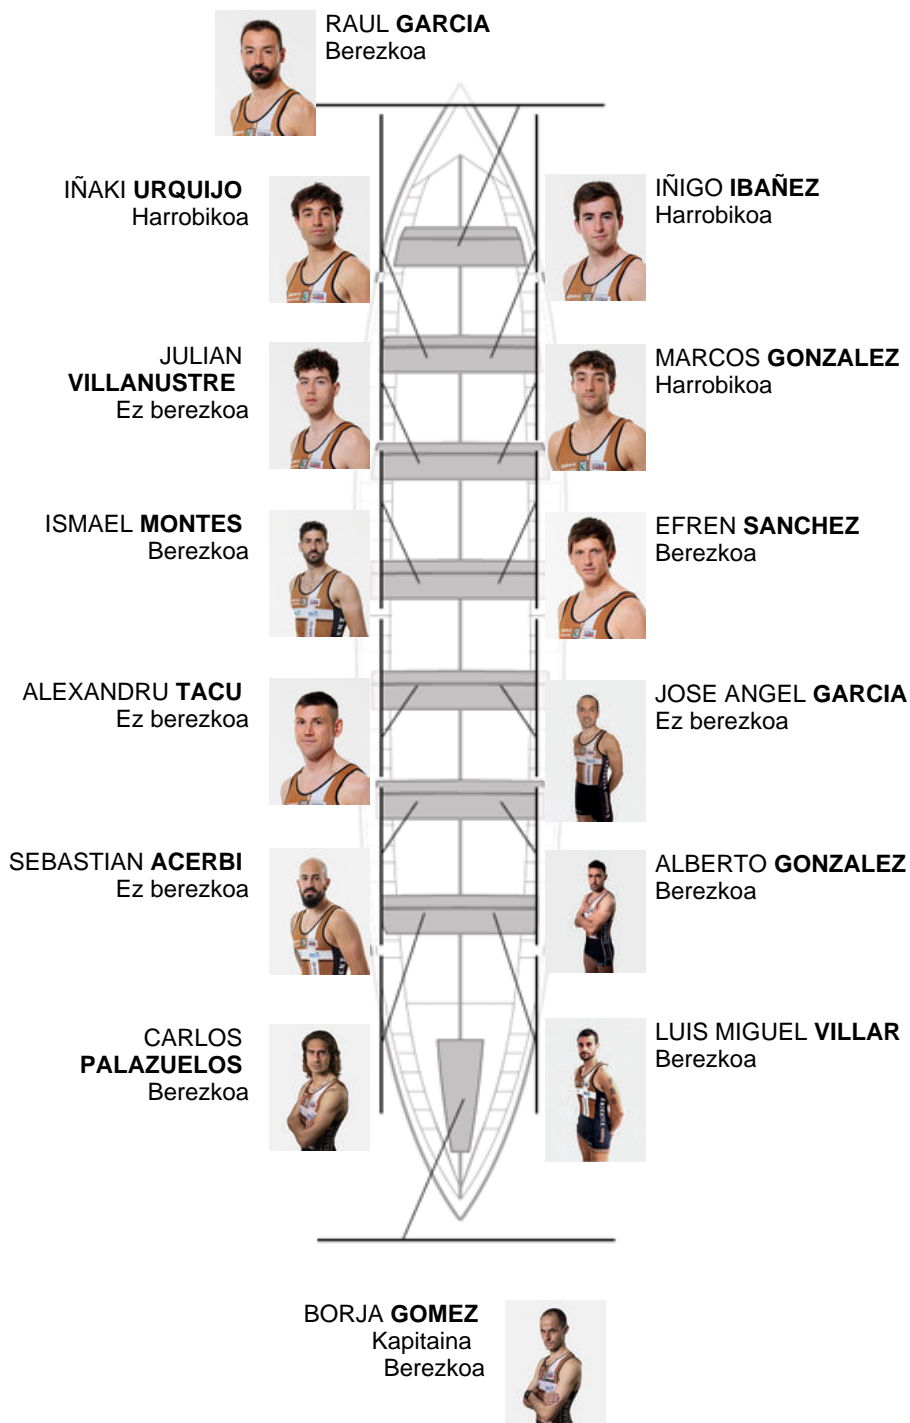 RAUL GARCIA
Berezkoa
IÑAKI URQUIJO
Harrobikoa
IÑIGO IBAÑEZ
Harrobikoa
JULIAN
VILLANUSTRE
Ez berezkoa
MARCOS GONZALEZ
Harrobikoa
ISMAEL MONTES
Berezkoa
EFREN SANCHEZ
Berezkoa
ALEXANDRU TACU
Ez berezkoa
JOSE ANGEL GARCIA
Ez berezkoa
SEBASTIAN ACERBI
Ez berezkoa
ALBERTO GONZALEZ
Berezkoa
CARLOS
PALAZUELOS
Berezkoa
LUIS MIGUEL VILLAR
Berezkoa
BORJA GOMEZ
Kapitaina
Berezkoa